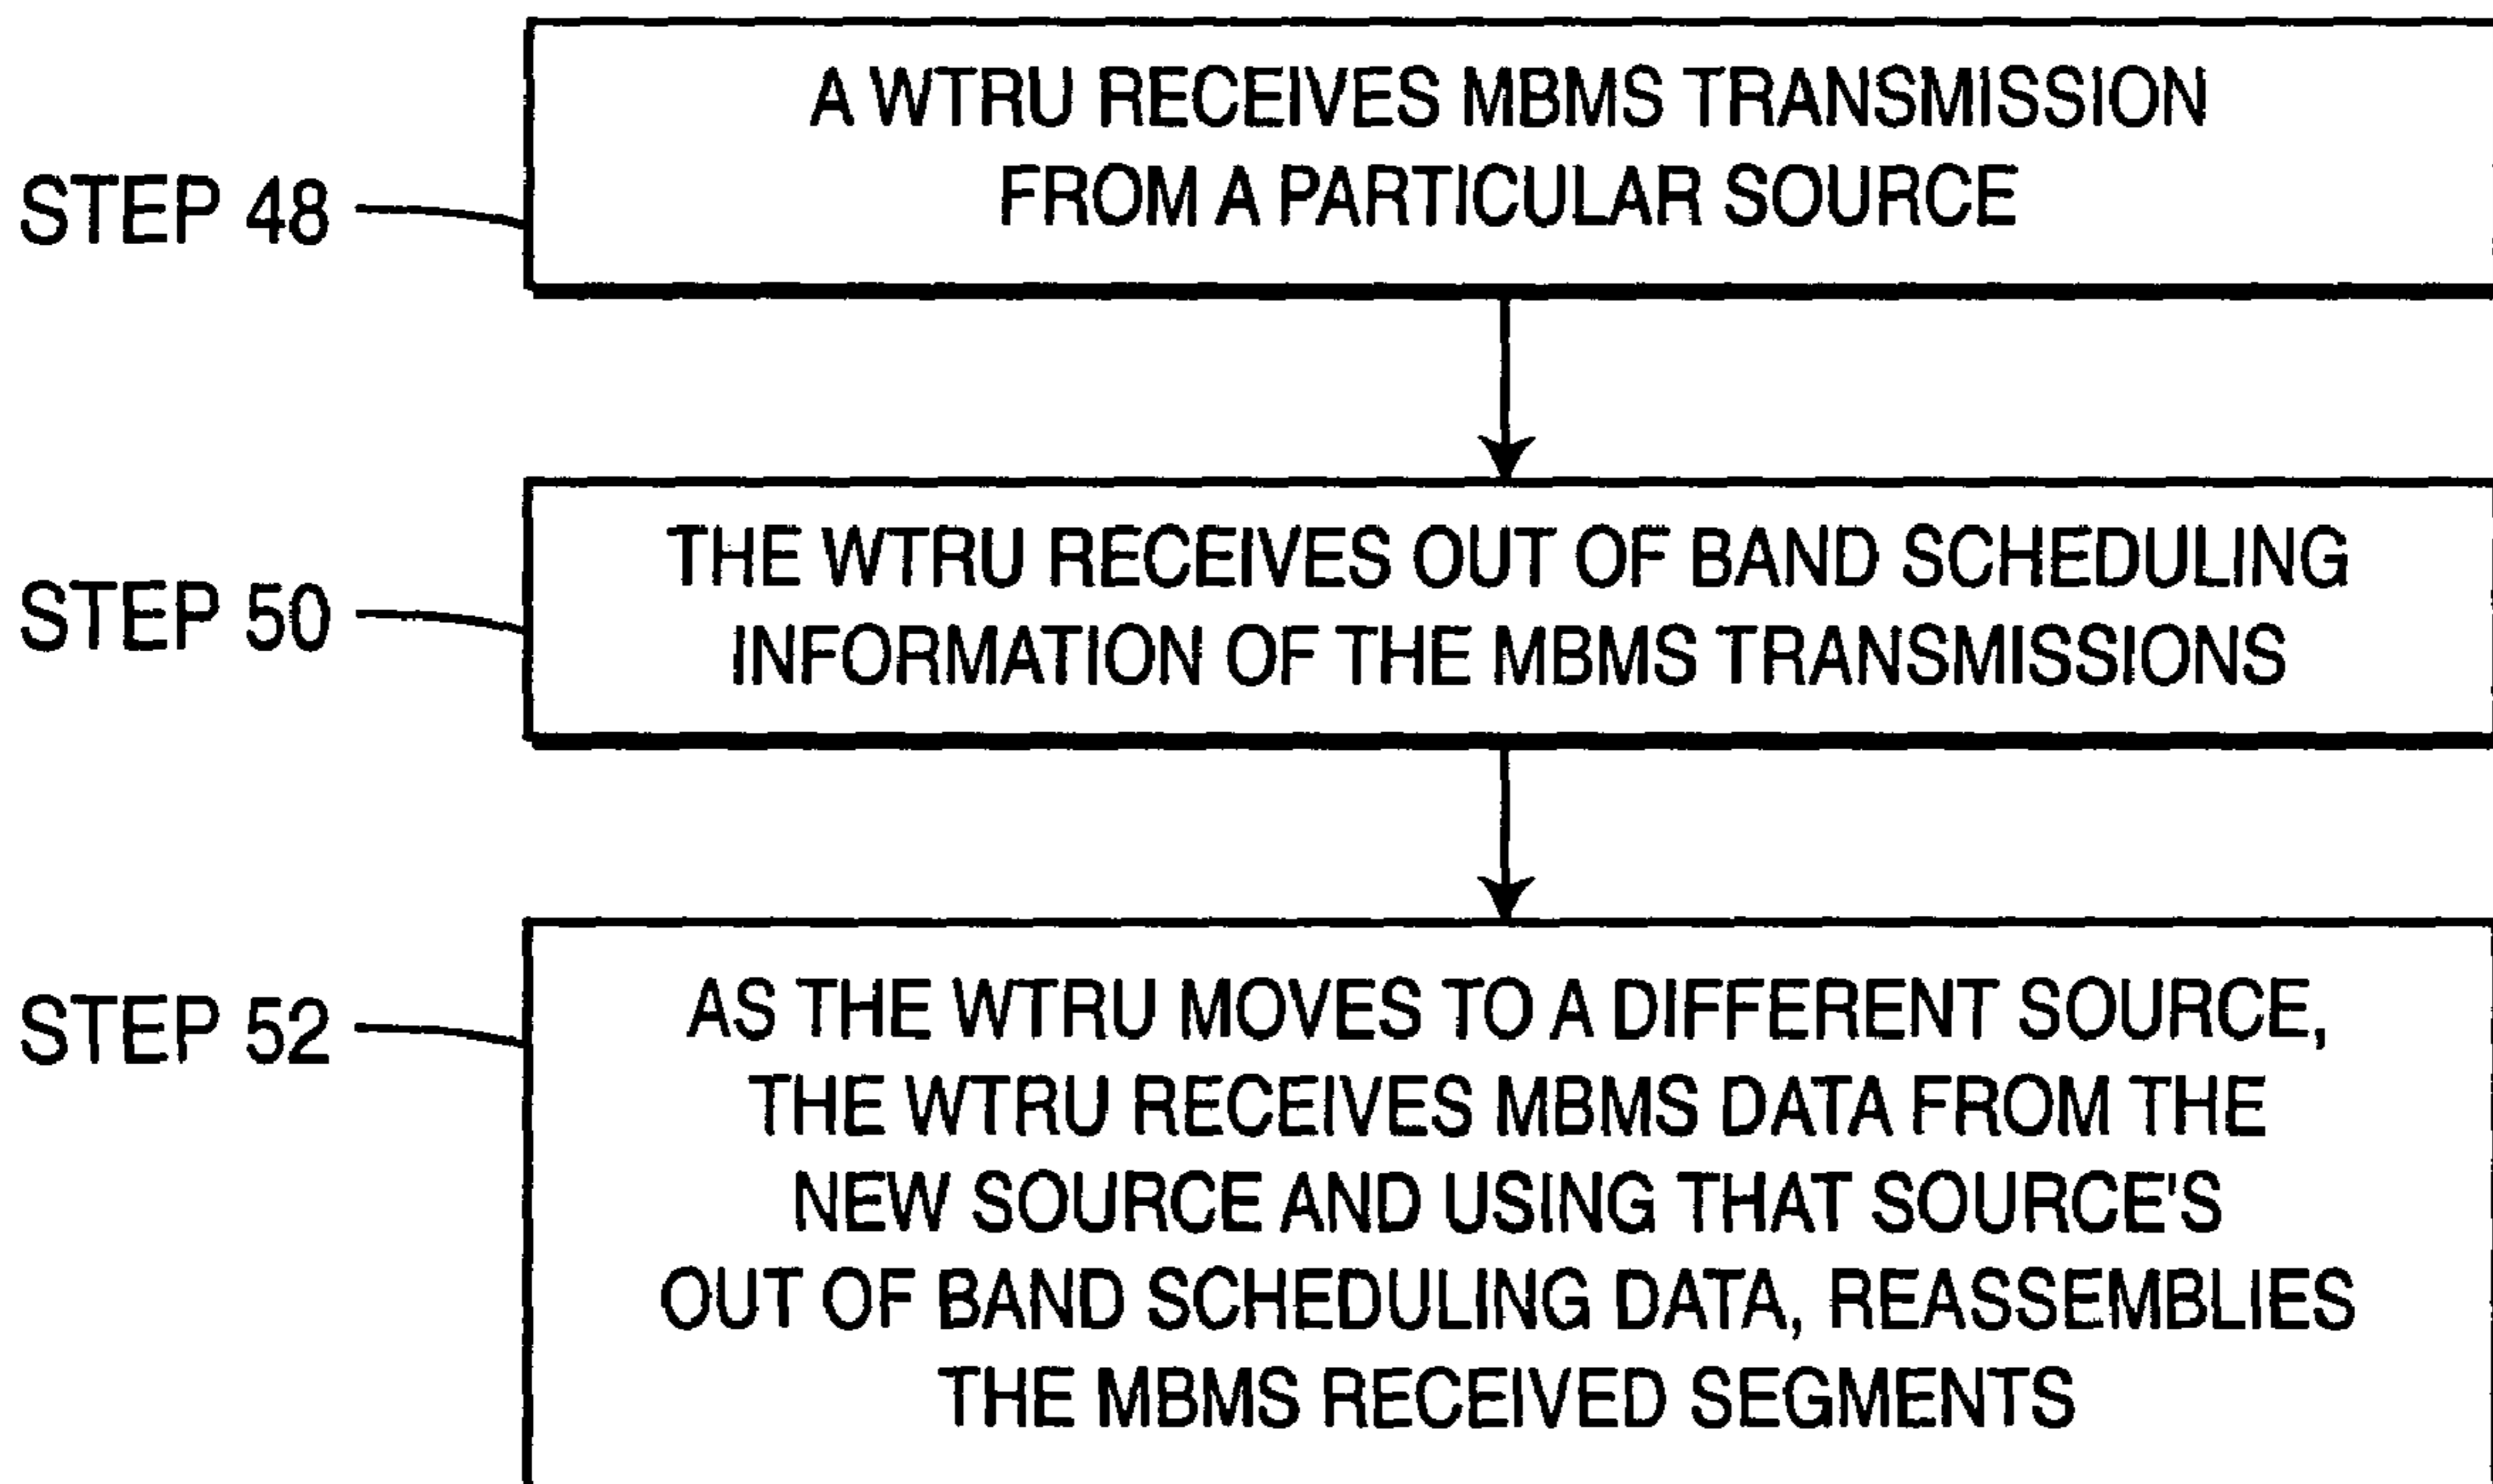 A WTRU RECEIVES MBMS TRANSMISSION
FROM A PARTICULAR SOURCE
STEP 48
THE WTRU RECEIVES OUT OF BAND SCHEDULING
INFORMATION OF THE MBMS TRANSMISSIONS
STEP 50
AS THE WTRU MOVES TO A DIFFERENT SOURCE,
THE WTRU RECEIVES MBMS DATA FROM THE
NEW SOURCE AND USING THAT SOURCE'S
OUT OF BAND SCHEDULING DATA, REASSEMBLIES
THE MBMS RECEIVED SEGMENTS
STEP 52